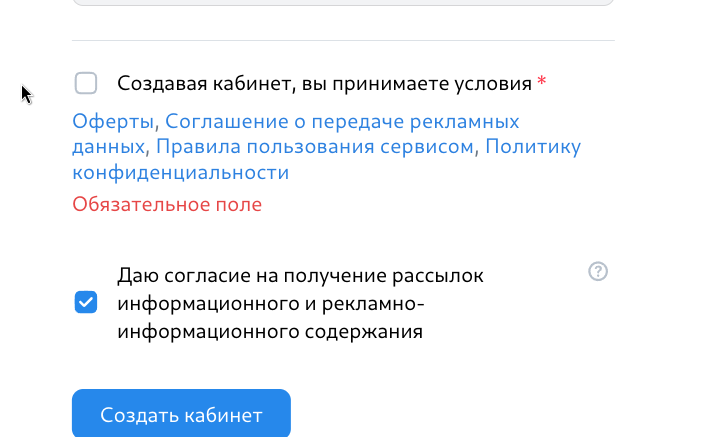 Создавая кабинет, вы принимаете условия *
Оферты, Соглашение о передаче рекламных
данных, Правила пользования сервисом, Политику
конфиденциальности
Обязательное поле
Даю согласие на получение рассылок
информационного и рекламно-
информационного содержания
?
Создать кабинет